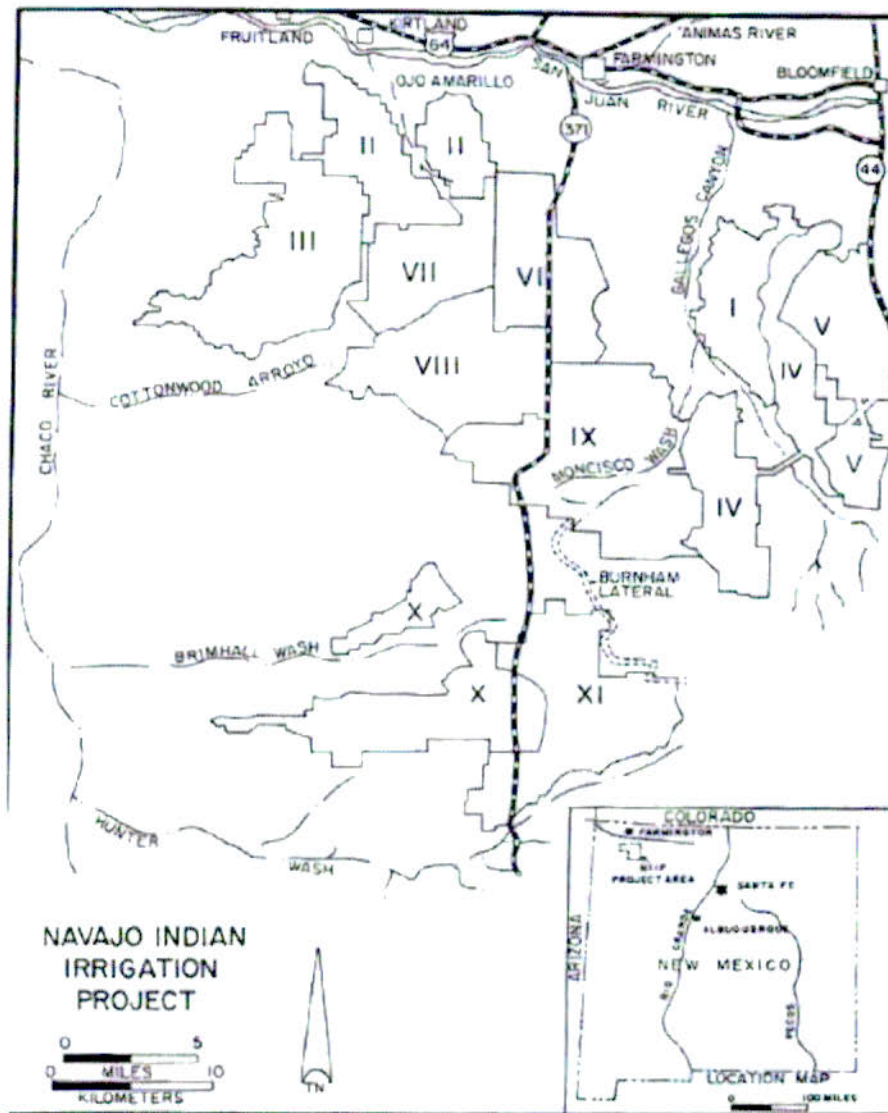 KIRTLAND
FRUITLAND
64
ANIMAS RIVER
FARMINGTON
BLOOMFIELD
OJO AMARILLO
SAN JUAN RIVER
371
44
GALLEGOS CANYON
II
II
III
VII
VI
I
V
IV
VIII
COTTONWOOD ARROYO
CHACO RIVER
IX
MONCISCO WASH
V
IV
BURNHAM
LATERAL
X
BRIMHALL WASH
X
XI
HUNTER
WASH
NAVAJO INDIAN
IRRIGATION
PROJECT
0 5
MILES
0 10
KILOMETERS
TN
COLORADO
FARMINGTON
NIIP
PROJECT AREA
SANTA FE
ALBUQUERQUE
ARIZONA
RIO GRANDE
NEW MEXICO
PECOS
LOCATION MAP
0 100 MILES